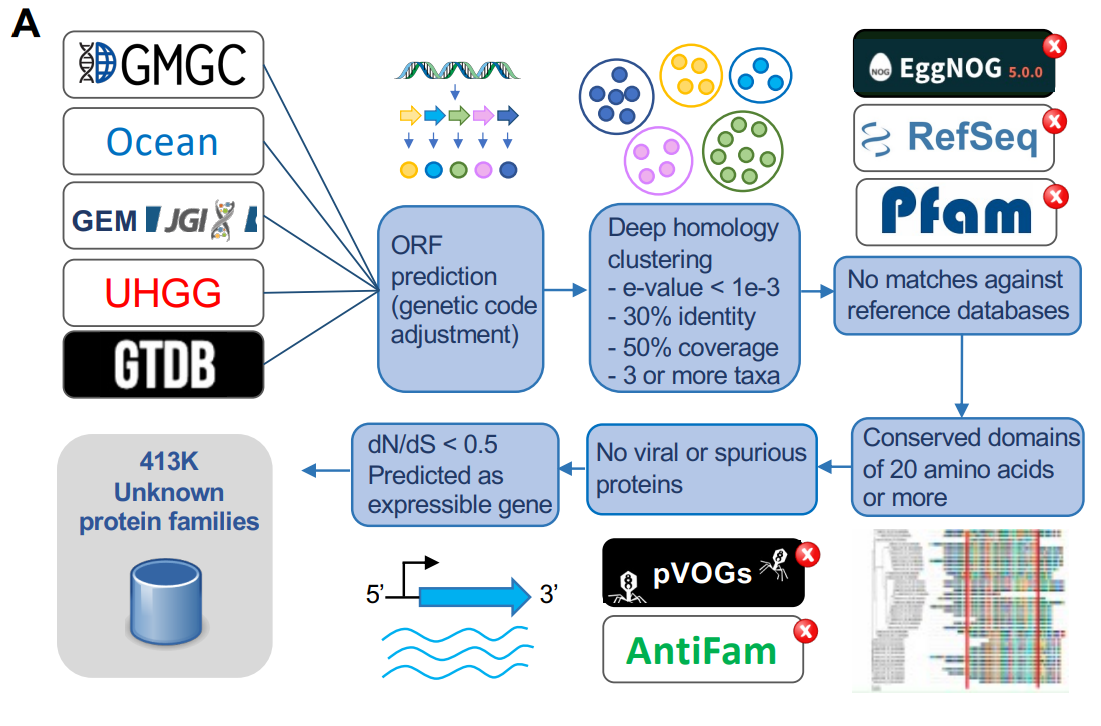 A
GMGC
Ocean
GEM JGI
UHGG
GTDB
ORF
prediction
(genetic code
adjustment)
Deep homology
clustering
- e-value < 1e-3
- 30% identity
- 50% coverage
- 3 or more taxa
NOG EggNOG 5.0.0
RefSeq
Pfam
No matches against
reference databases
Conserved domains
of 20 amino acids
or more
No viral or spurious
proteins
pVOGs
AntiFam
dN/dS < 0.5
Predicted as
expressible gene
5’ 3’
413K
Unknown
protein families